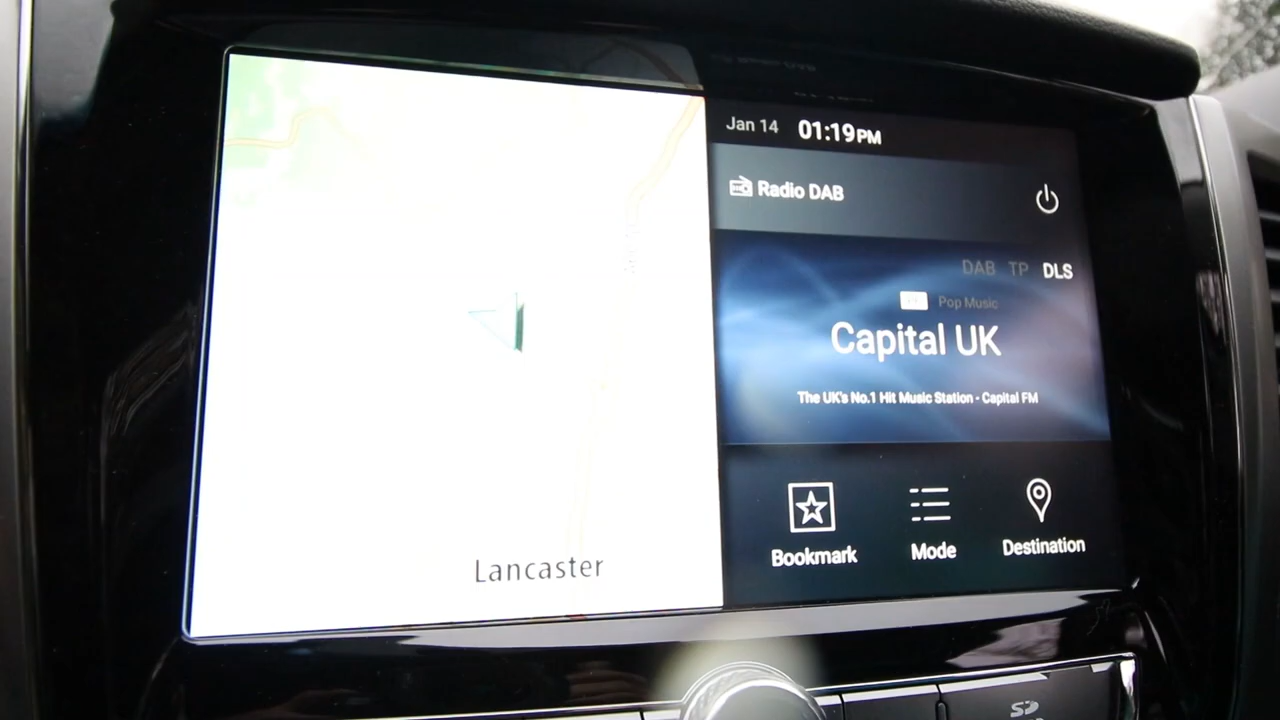 Jan 14 01:19PM
Radio DAB
DAB TP DLS
Pop Music
Capital UK
The UK's No.1 Hit Music Station - Capital FM
Bookmark Mode Destination
Lancaster
SD